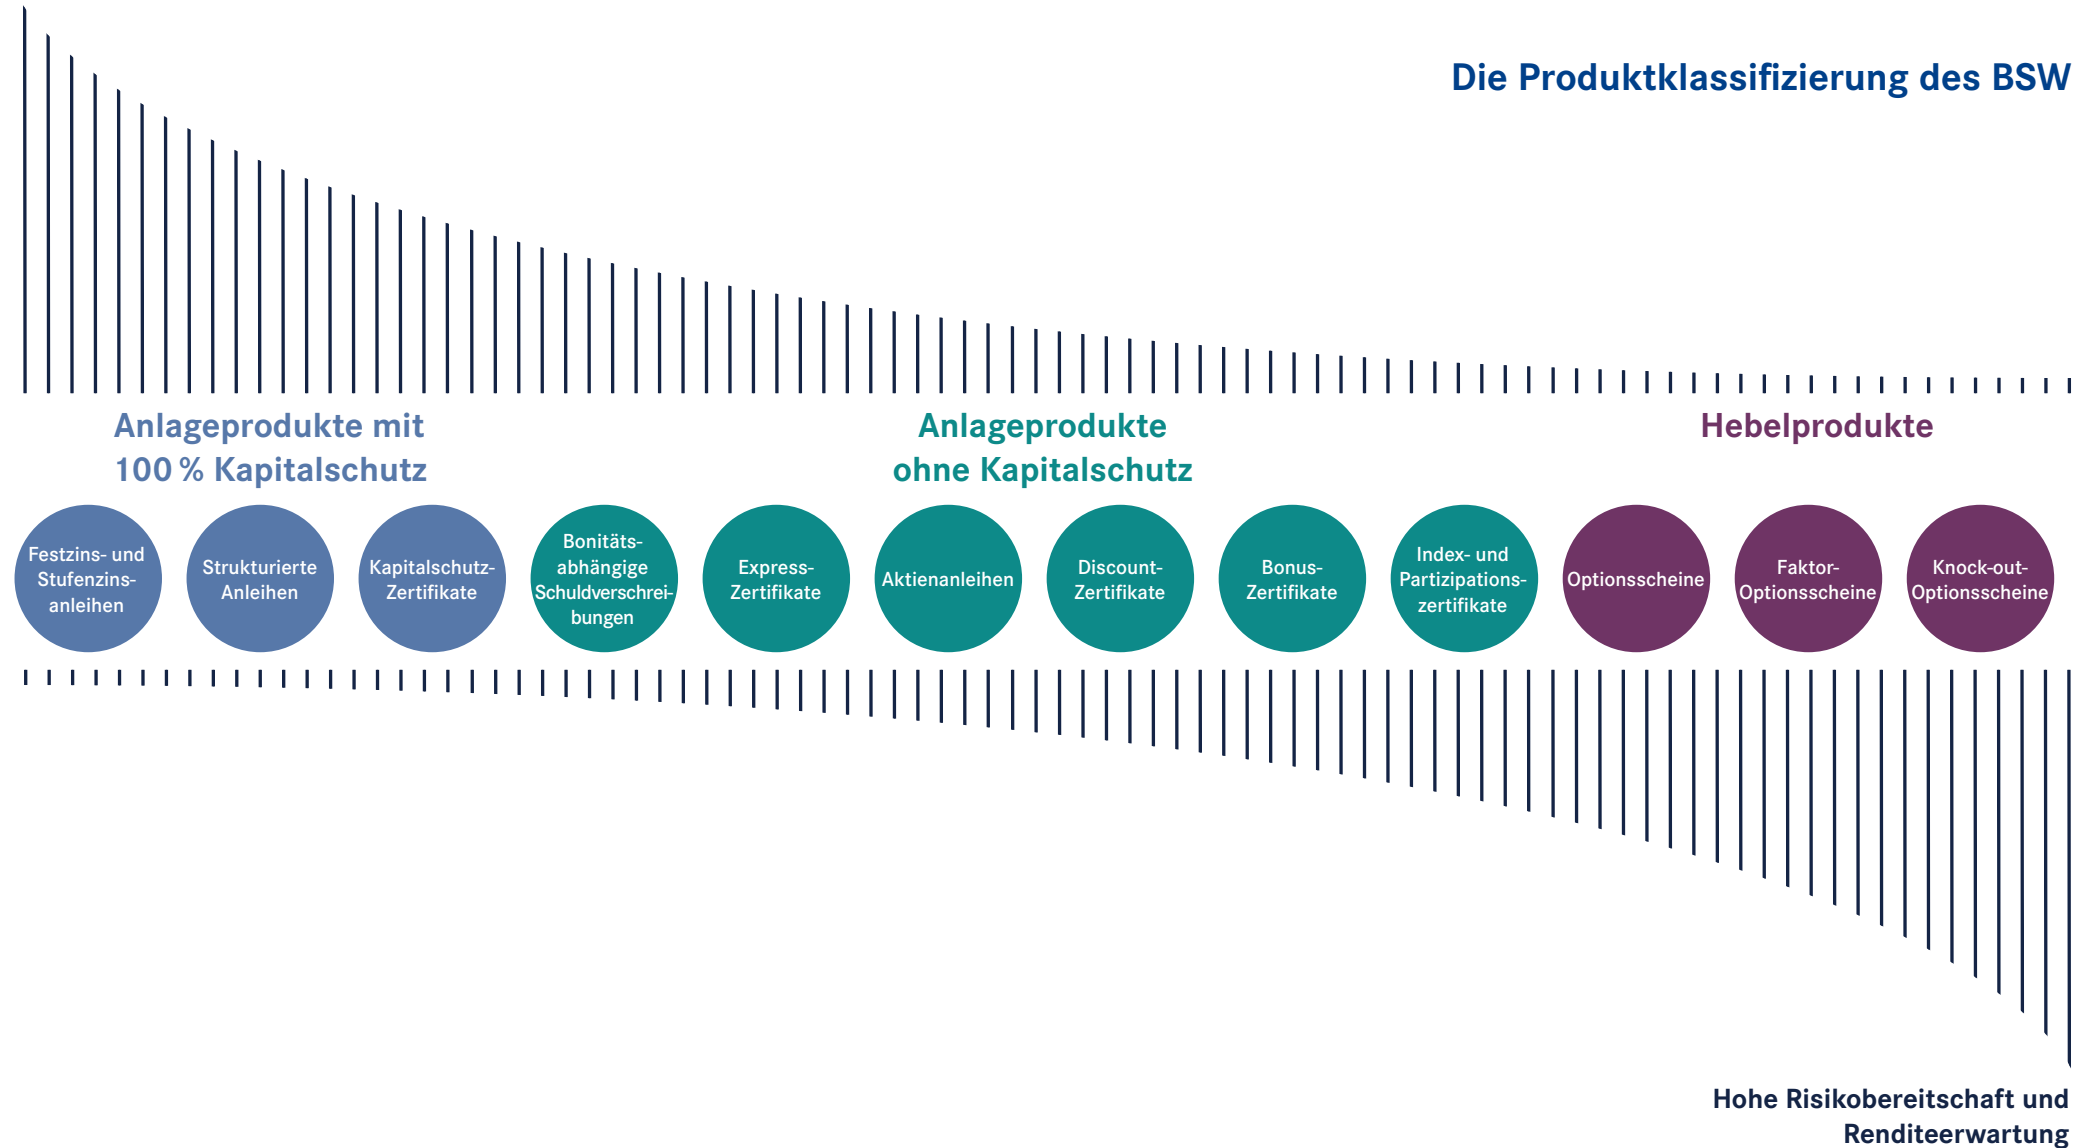 Die Produktklassifizierung des BSW
Anlageprodukte mit
100 % Kapitalschutz
Anlageprodukte
ohne Kapitalschutz
Hebelprodukte
Festzins- und
Stufenzins-
anleihen
Strukturierte
Anleihen
Kapitalschutz-
Zertifikate
Bonitäts-
abhängige
Schuldverschrei-
bungen
Express-
Zertifikate
Aktienanleihen
Discount-
Zertifikate
Bonus-
Zertifikate
Index- und
Partizipations-
zertifikate
Optionsscheine
Faktor-
Optionsscheine
Knock-out-
Optionsscheine
Hohe Risikobereitschaft und
Renditeerwartung